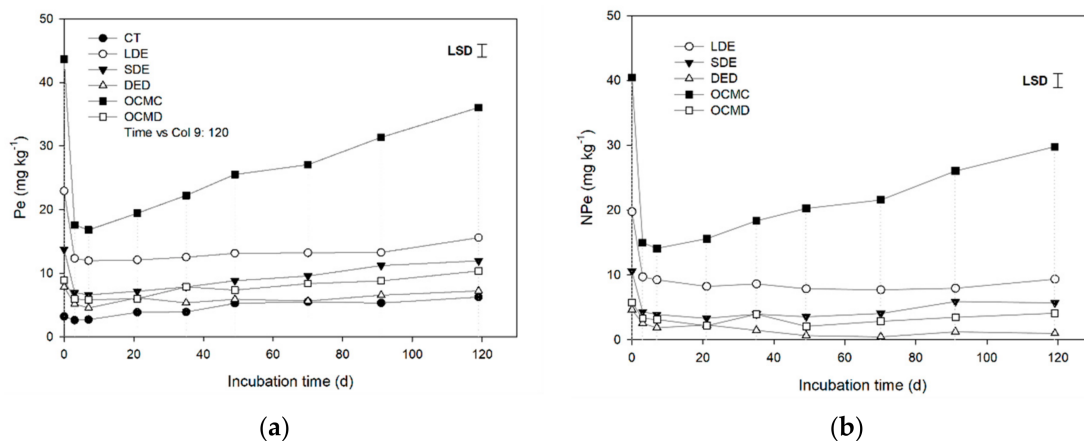 50
40
30
20
10
0
Pe (mg kg⁻¹)
CT
LDE
SDE
DED
OCMC
OCMD
Time vs Col 9: 120
LSD
0 20 40 60 80 100 120
Incubation time (d)
(a)
50
40
30
20
10
0
NPe (mg kg⁻¹)
LDE
SDE
DED
OCMC
OCMD
LSD
0 20 40 60 80 100 120
Incubation time (d)
(b)